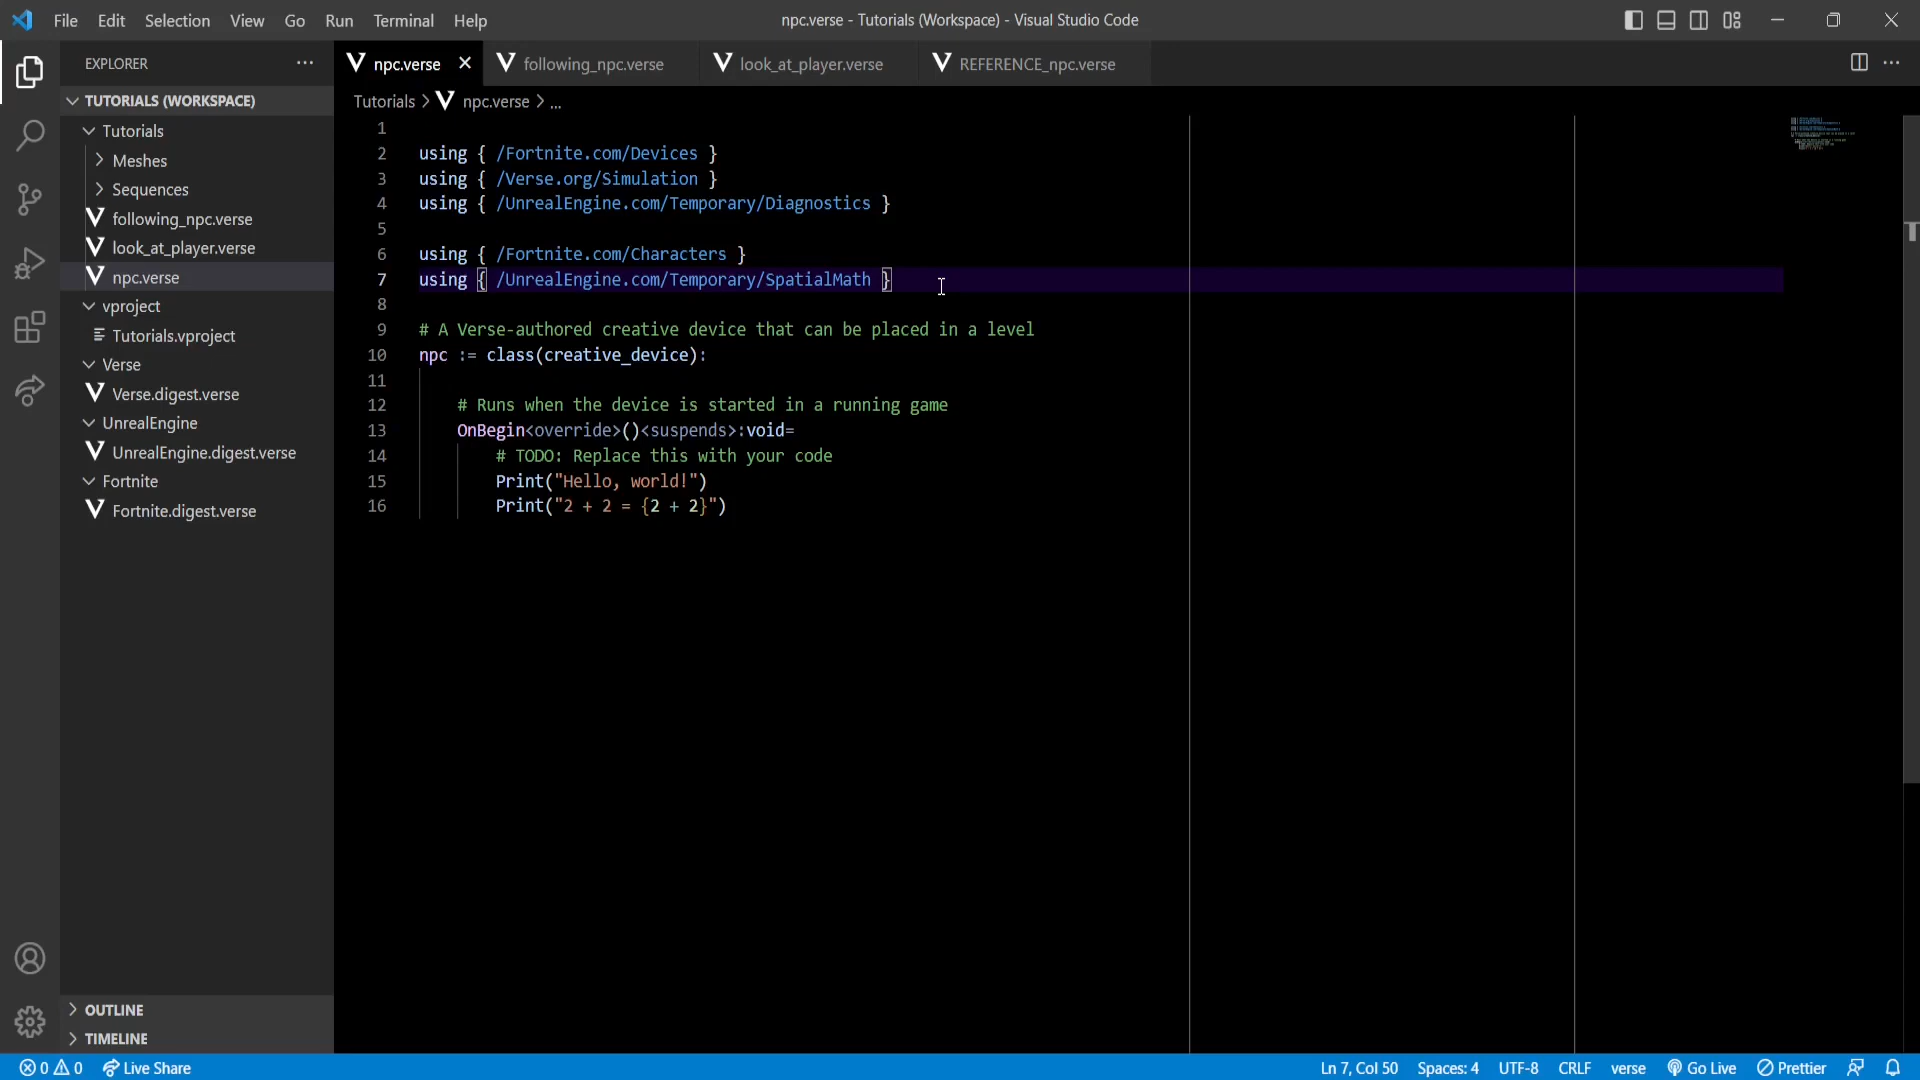 File Edit Selection View Go Run Terminal Help
npc.verse - Tutorials (Workspace) - Visual Studio Code
EXPLORER
npc.verse
following_npc.verse
look_at_player.verse
REFERENCE_npc.verse
TUTORIALS (WORKSPACE)
Tutorials
Meshes
Sequences
following_npc.verse
look_at_player.verse
npc.verse
vproject
Tutorials.vproject
Verse
Verse.digest.verse
UnrealEngine
UnrealEngine.digest.verse
Fortnite
Fortnite.digest.verse
OUTLINE
TIMELINE
Tutorials > npc.verse > ...
1
2 using { /Fortnite.com/Devices }
3 using { /Verse.org/Simulation }
4 using { /UnrealEngine.com/Temporary/Diagnostics }
5
6 using { /Fortnite.com/Characters }
7 using { /UnrealEngine.com/Temporary/SpatialMath }
8
9 # A Verse-authored creative device that can be placed in a level
10 npc := class(creative_device):
11
12 # Runs when the device is started in a running game
13 OnBegin<override>()<suspends>:void=
14 # TODO: Replace this with your code
15 Print("Hello, world!")
16 Print("2 + 2 = {2 + 2}")
0 0 Live Share
Ln 7, Col 50 Spaces: 4 UTF-8 CRLF verse Go Live Prettier